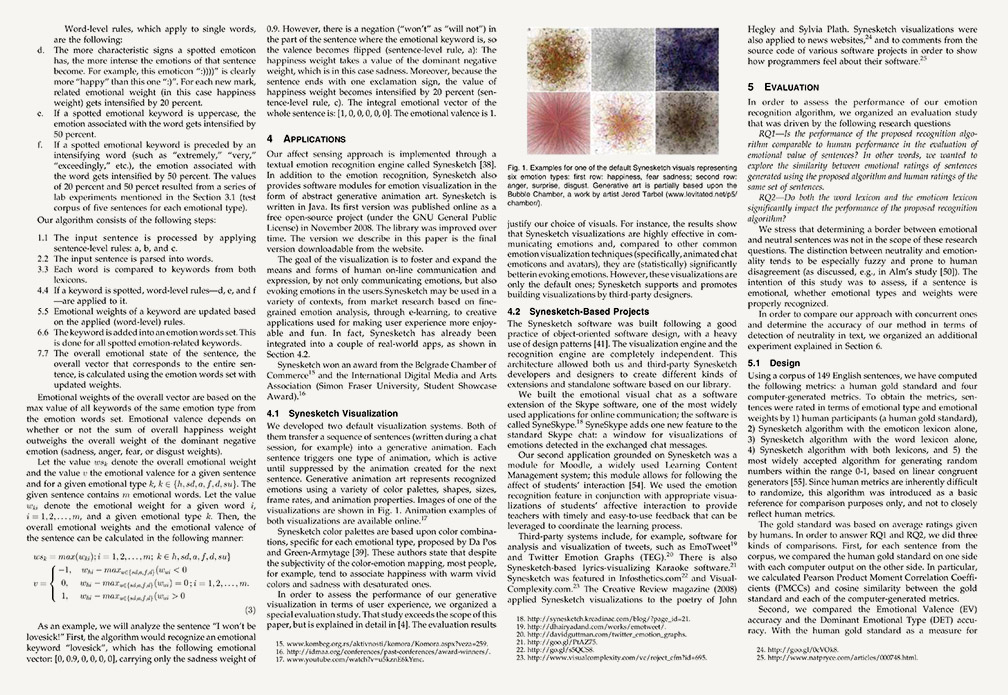 Word-level rules, which apply to single words,
are the following:
d. The more characteristic signs a spotted emoticon
has, the more intense the emotions of that sentence
become. For example, this emoticon ":))))" is clearly
more "happy" than this one ":)". For each new mark,
related emotional weight (in this case happiness
weight) gets intensified by 20 percent.
e. If a spotted keyword is uppercase, the
emotion associated with the word gets intensified by
50 percent.
f. If a spotted emotional keyword is preceded by an
intensifying word (such as "extremely," "very,"
"exceedingly," etc.), the emotion associated with
the word gets intensified by 50 percent. The values
of 20 percent and 50 percet resulted from a series of
lab experiments mentioned in the Section 3.1 (test
corpus of five sentences for each emotional type).
Our algorithm consists of the following steps:
1.1 The input sentence is processed by applying
sentence-level rules: a, b, and c.
2.2 The input sentence is parsed into words.
3.3 Each word is compared to keywords from both
lexicons.
4.4 If a keyword is spotted, word-level rules—d, e, and f
—are applied to it.
5.5 Emotional weights of a keyword are updated based
on the applied (word-level) rules.
6.6 The keyword is added into an emotion words set. This
is done for all spotted emotion-related keywords.
7.7 The overall emotional state of the sentence, the
overall vector that corresponds to the entire sen-
tence, is calculated using the emotion words set with
updated weights.
Emotional weights of the overall vector are based on the
max value of all keywords of the same emotion type from
the emotion words set. Emotional valence depends on
whether or not the sum of overall happiness weight
outweighs the overall weight of the dominant negative
emotion (sadness, anger, fear, or disgust weights).
Let the value wsk denote the overall emotional weight
and the value v the emotional valence for a given sentence
and for a given emotional type k, k∈{h, sd, a, f, d, su}. The
given sentence contains m emotional words. Let the value
wki denote the emotional weight for a given word i,
i = 1, 2, . . . , m, and a given emotional type k. Then, the
overall emotional weights and the emotional valence of
the sentence can be calculated in the following manner:
wsk = max(wki); i = 1, 2, . . . , m; k ∈ {h, sd, a, f, d, su}
−1, whi − maxx∈{sd,a,f,d}(wxi < 0
v = 0, whi − maxx∈{sd,a,f,d}(wxi) = 0; i = 1, 2, . . . , m.
1, whi − maxx∈{sd,a,f,d}(wxi > 0
(3)
As an example, we will analyze the sentence "I won't be
lovesick!" First, the algorithm would recognize an emotional
keyword "lovesick", which has the following emotional
vector: [0, 0.9, 0, 0, 0, 0], carrying only the sadness weight of
0.9. However, there is a negation ("won't" as "will not") in
the part of the sentence where the emotional keyword is, so
the valence becomes flipped (sentence-level rule, a): The
happiness weight takes a value of the dominant negative
weight, which is in this case sadness. Moreover, because the
sentence ends with one exclamation sign, the value of
happiness weight becomes intensified by 20 percent (sen-
tence-level rule, c). The integral emotional vector of the
whole sentence is: [1, 0, 0, 0, 0, 0]. The emotional valence is 1.
4 APPLICATIONS
Our affect sensing approach is implemented through a
textual emotion recognition engine called Synesketch [38].
In addition to the emotion recognition, Synesketch also
provides software modules for emotion visualization in the
form of abstract generative animation. Synesketch is
written in Java. Its first version was published online as a
free open-source project (under the GNU General Public
License) in November 2008. The library was improved over
time. The version we describe in this paper is the final
version downloadable from the website.
The goal of the visualization is to foster and expand the
means and forms of human on-line communication and
expression, by not only communicating emotions, but also
evoking emotions in the users.Synesketch may be used in a
variety of contexts, from market research based on fine-
grained emotion analysis, through e-learning, to creative
applications used for making user experience more enjoy-
able and fun. In fact, Synesketch has already been
integrated into a couple of real-world apps, as shown in
Section 4.2.
Synesketch won an award from the Belgrade Chamber of
Commerce15 and the International Digital Media and Arts
Association (Simon Fraser University, Student Showcase
Award).16
4.1 Synesketch Visualization
We developed two default visualization systems. Both of
them transfer a sequence of sentences (written during a chat
session, for example) into a generative animation. Each
sentence triggers one type of animation, which is active
until suppressed by the animation created for the next
sentence. Generative animation art represents recognized
emotions using a variety of color palettes, shapes, sizes,
frame rates, and animation properties. Images of one of the
visualizations are shown in Fig. 1. Animation examples of
both visualizations are available online.17
Synesketch color palettes are based upon color combina-
tions, specific for each emotional type, proposed by Da Pos
and Green-Armytage [39]. These authors state that despite
the subjectivity of the color-emotion mapping, most people,
for example, tend to associate happiness with warm vivid
colors and sadness with desaturated ones.
In order to assess the performance of our generative
visualization in terms of user experience, we organized a
special evaluation study. That study exceeds the scope of this
paper, but is explained in detail in [4]. The evaluation results
15. www.kombeg.org.rs/aktivnosti/komora/Komora.aspx?veza=259.
16. http://idmaa.org/conferences/past-conferences/award-winners/.
17. www.youtube.com/watch?v=u5kznE6kYmc.
Fig. 1. Examples for one of the default Synesketch visuals representing
six emotion types: first row: happiness, fear sadness; second row:
anger, surprise, disgust. Generative art is partially based upon the
Bubble Chamber, a work by artist Jered Tarbel (www.levitated.net/p5/
chamber/).
justify our choice of visuals. For instance, the results show
that Synesketch visualizations are highly effective in com-
municating emotions and, compared to other common
emotion visualization techniques (specifically, animated chat
emoticons and avatars), they are (statistically) significantly
betterin evoking emotions. However, these visualizations are
only the default ones; Synesketch supports and promotes
building visualizations by third-party designers.
4.2 Synesketch-Based Projects
The Synesketch software was built following a good
practice of object-oriented software design, with a heavy
use of design patterns [41]. The visualization engine and the
recognition engine are completely independent. This
architecture allowed both us and third-party Synesketch
developers and designers to create different kinds of
extensions and standalone software based on our library.
We built the emotional visual chat as a software
extension of the Skype software, one of the most widely
used applications for online communication; the software is
called SyneSkype.18 SyneSkype adds one new feature to the
standard Skype chat: a window for visualizations of
emotions detected in the exchanged chat messages.
Our second application grounded on Synesketch was a
module for Moodle, a widely used Learning Content
Management system; this module allows for following the
affect of students' interaction [54]. We used the emotion
recognition feature in conjunction with appropriate visua-
lizations of students' affective interaction to provide
teachers with timely and easy-to-use feedback that can be
leveraged to coordinate the learning process.
Third-party systems include, for example, software for
analysis and visualization of tweets, such as EmoTweet19
and Twitter Emotion Graphs (TEG).20 There is also
Synesketch-based lyrics-visualizing Karaoke software.21
Synesketch was featured in Infosthetics.com22 and Visual-
Complexity.com.23 The Creative Review magazine (2008)
applied Synesketch visualizations to the poetry of John
18. http://synesketch.krcadinac.com/blog/?page_id=21.
19. http://dhairyadand.com/works/emotweet/.
20. http://davidguttman.com/twitter_emotion_graphs.
21. http://goo.gl/PtAZ75.
22. http://goo.gl/s5QCS8.
23. http://www.visualcomplexity.com/vc/reject_cfm?id=695.
Hegley and Sylvia Plath. Synesketch visualizations were
also applied to news websites,24 and to comments from the
source code of various software projects in order to show
how programmers feel about their software.25
5 EVALUATION
In order to assess the performance of our emotion
recognition algorithm, we organized an evaluation study
that was driven by the following research questions
RQ1—Is the performance of the proposed recognition algo-
rithm comparable to human performance in the evaluation of
emotional value of sentences? In other words, we wanted to
explore the similarity between emotional ratings of sentences
generated using the proposed algorithm and human ratings of the
same set of sentences.
RQ2—Do both the word lexicon and the emoticon lexicon
significantly impact the performance of the proposed recognition
algorithm?
We stress that determining a border between emotional
and neutral sentences was not in the scope of these research
questions. The distinction between neutrality and emotion-
ality tends to be especially fuzzy and prone to human
disagreement (as discussed, e.g., in Alm's study [50]). The
intention of this study was to assess, if a sentence is
emotional, whether emotional types and weights were
properly recognized.
In order to compare our approach with concurrent ones
and determine the accuracy of our method in terms of
detection of neutrality in text, we organized an additional
experiment explained in Section 6.
5.1 Design
Using a corpus of 149 English sentences, we have computed
the following metrics: a human gold standard and four
computer-generated metrics. To obtain the metrics, sen-
tences were rated in terms of emotional type and emotional
weights by 1) human participants (a human gold standard),
2) Synesketch algorithm with the emoticon lexicon alone,
3) Synesketch algorithm with the word lexicon alone,
4) Synesketch algorithm with both lexicons, and 5) the
most widely accepted algorithm for generating random
numbers within the range 0-1, based on linear congruent
generators [55]. Since human metrics are inherently difficult
to randomize, this algorithm was introduced as a basic
reference for comparison purposes only, and not to closely
reflect human metrics.
The gold standard was based on average ratings given
by humans. In order to answer RQ1 and RQ2, we did three
kinds of comparisons. First, for each sentence from the
corpus, we compared the human gold standard on one side
with each computer output on the other side. In particular,
we calculated Pearson Product Moment Correlation Coeffi-
cients (PMCCs) and cosine similarity between the gold
standard and each of the computer-generated metrics.
Second, we compared the Emotional Valence (EV)
accuracy and the Dominant Emotional Type (DET) accu-
racy. With the human gold standard as a measure for
24. http://goo.gl/0cVOk8.
25. http://www.natpryce.com/articles/000748.html.